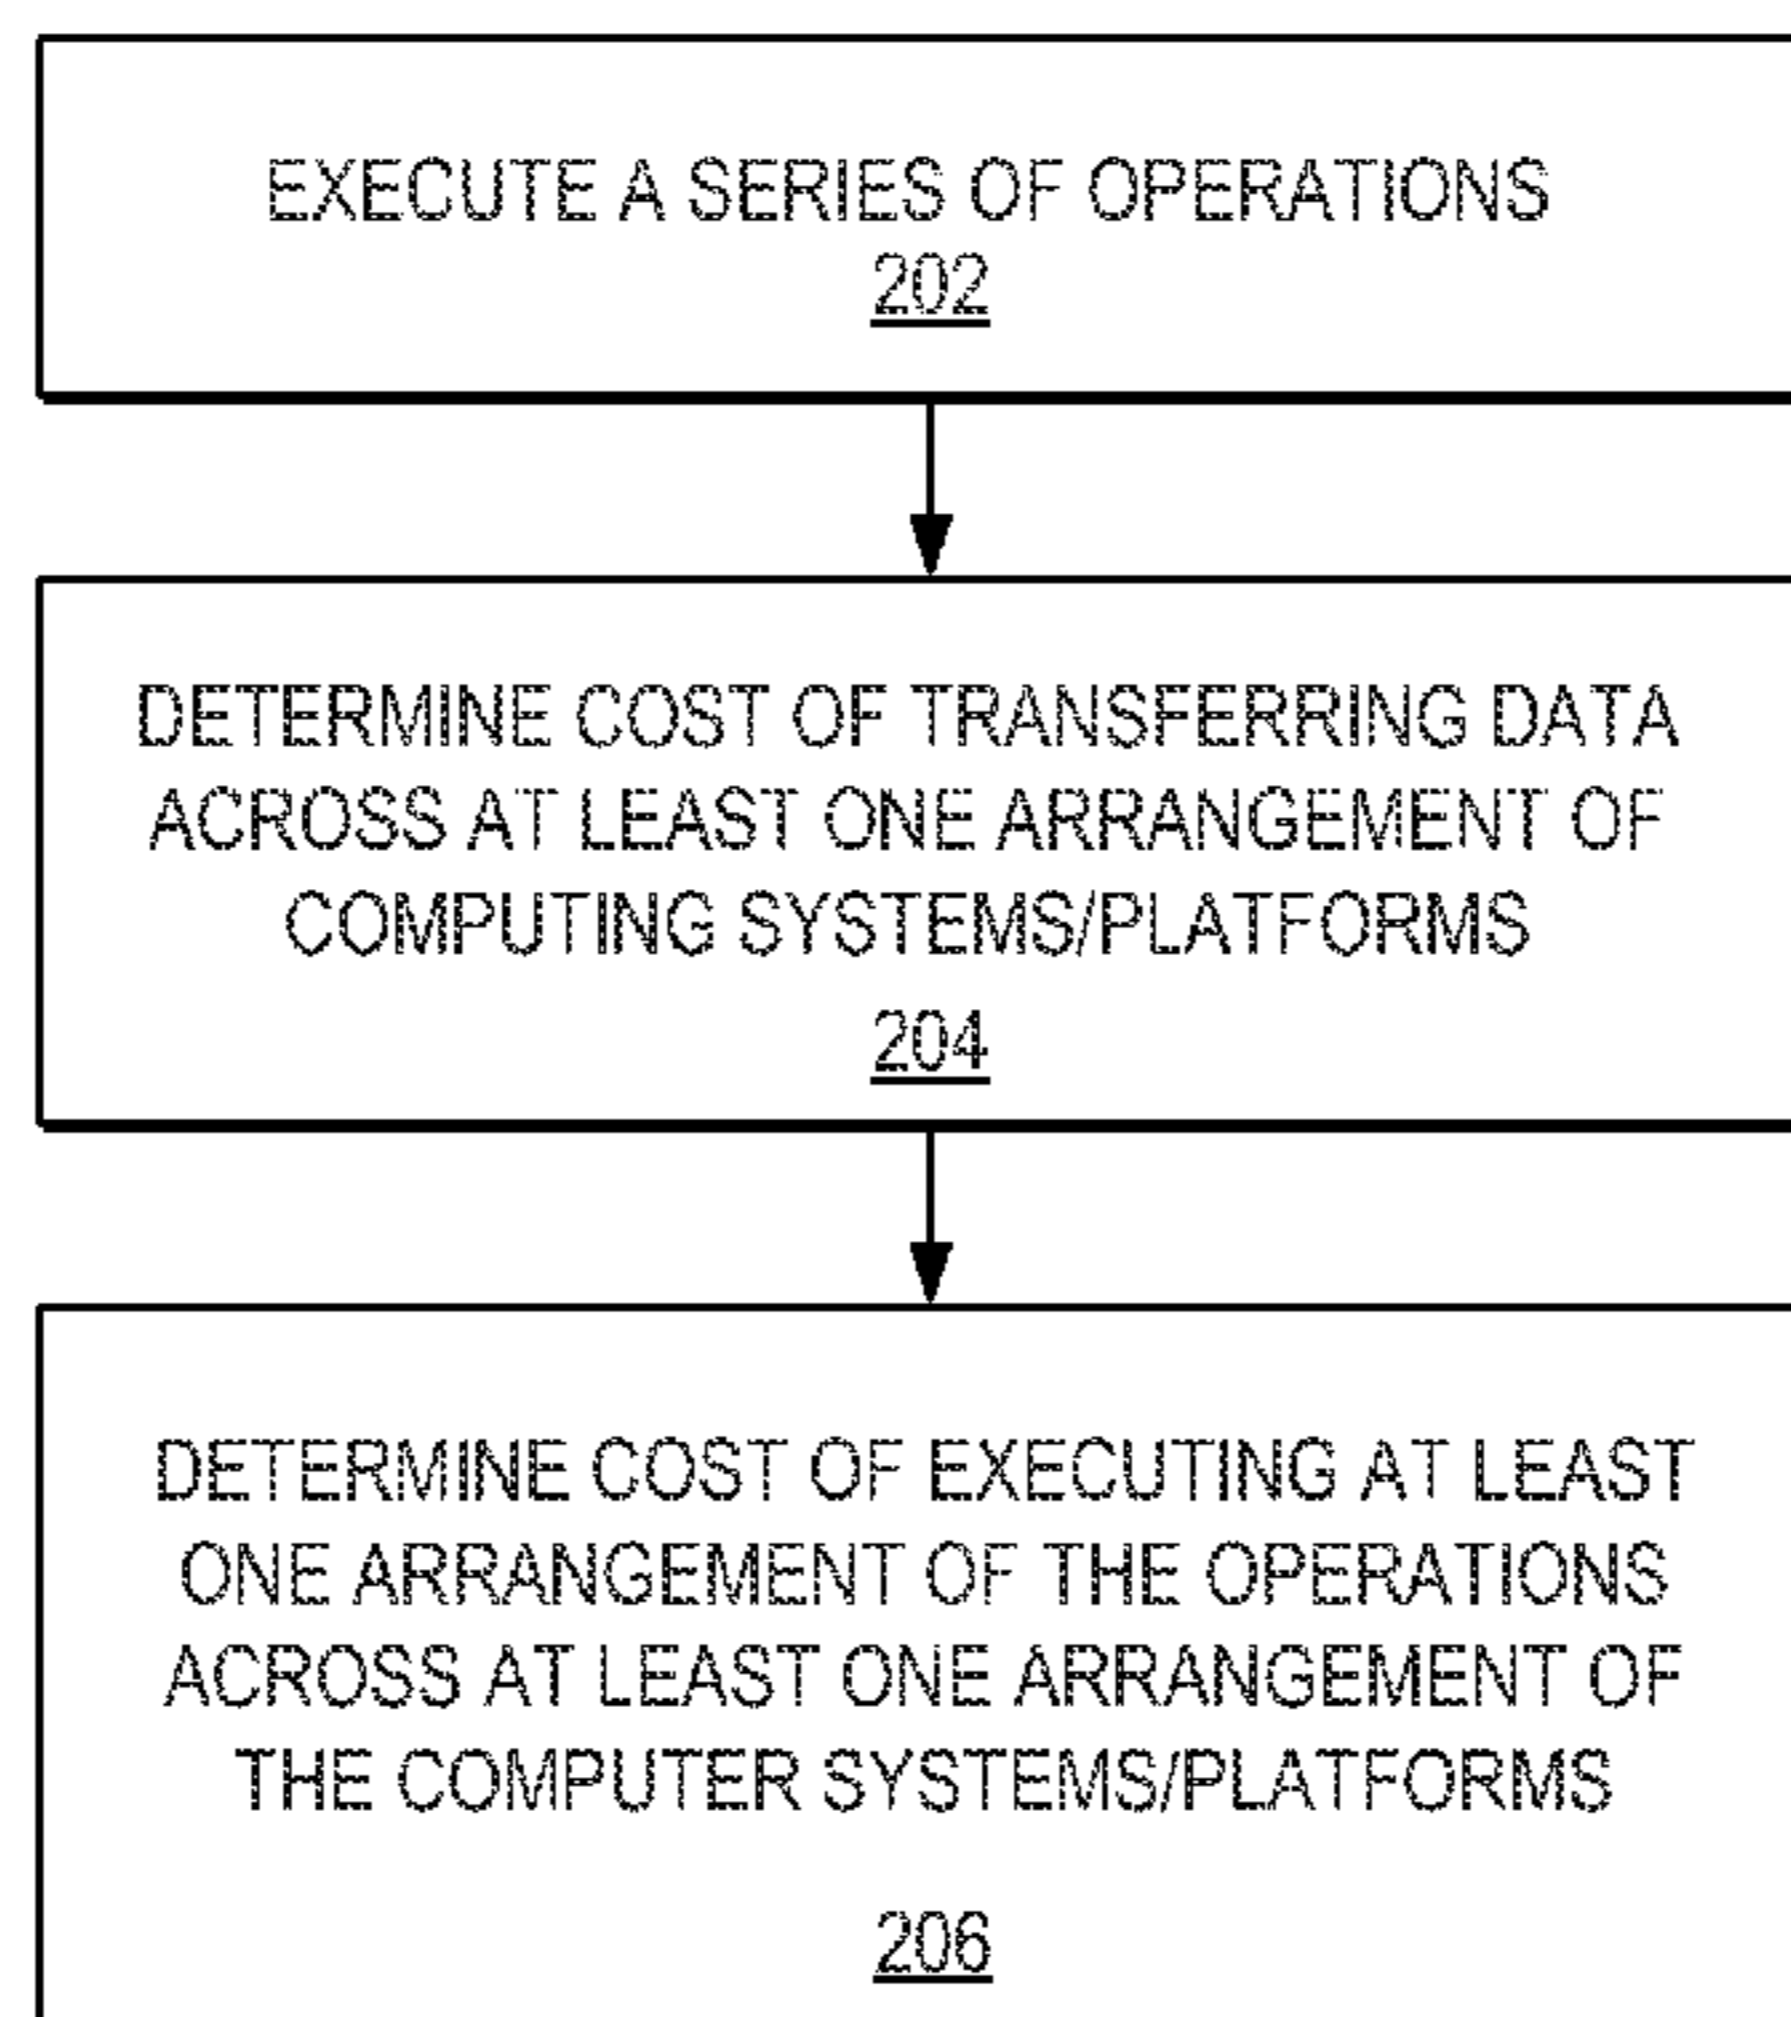 EXECUTE A SERIES OF OPERATIONS
202
DETERMINE COST OF TRANSFERRING DATA
ACROSS AT LEAST ONE ARRANGEMENT OF
COMPUTING SYSTEMS/PLATFORMS
204
DETERMINE COST OF EXECUTING AT LEAST
ONE ARRANGEMENT OF THE OPERATIONS
ACROSS AT LEAST ONE ARRANGEMENT OF
THE COMPUTER SYSTEMS/PLATFORMS
206